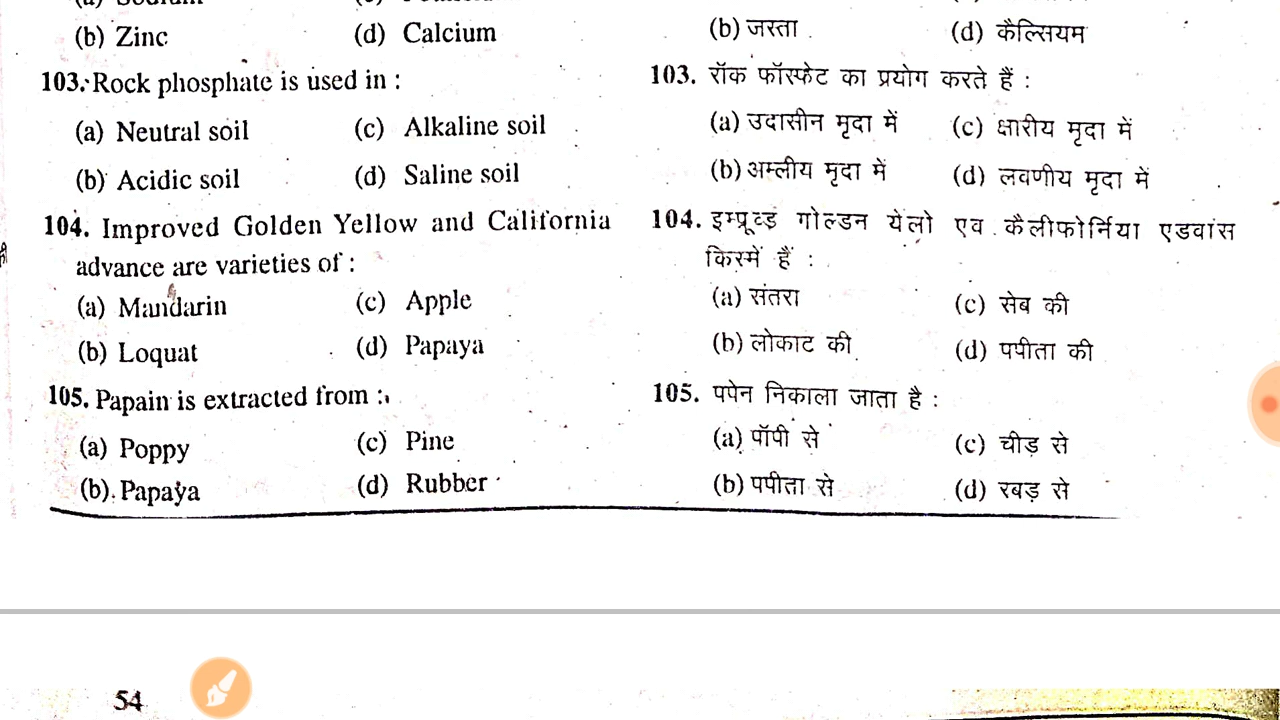 (b) Zinc
(d) Calcium
103. Rock phosphate is used in :
(a) Neutral soil
(c) Alkaline soil
(b) Acidic soil
(d) Saline soil
104. Improved Golden Yellow and California
advance are varieties of :
(a) Mandarin
(c) Apple
(b) Loquat
(d) Papaya
105. Papain is extracted from :
(a) Poppy
(c) Pine
(b) Papaya
(d) Rubber
(b) जस्ता
(d) कैल्सियम
103. रॉक फॉस्फेट का प्रयोग करते हैं :
(a) उदासीन मृदा में
(c) क्षारीय मृदा में
(b) अम्लीय मृदा में
(d) लवणीय मृदा में
104. इम्प्रूव्ड गोल्डन येलो एव कैलीफोर्निया एडवांस
किस्में हैं :
(a) संतरा
(c) सेब की
(b) लोकाट की
(d) पपीता की
105. पपेन निकाला जाता है :
(a) पॉपी से
(c) चीड़ से
(b) पपीता से
(d) रबड़ से
54